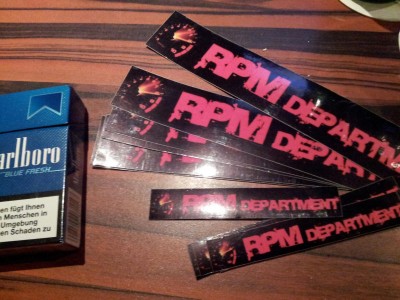 RPM DEPARTMENT
RPM DEPARTMENT
RPM DEPARTMENT
RPM DEPARTMENT
arlboro
BLUE FRESH
en fügt Ihnen
n Menschen in
Umgebung
en Schaden zu